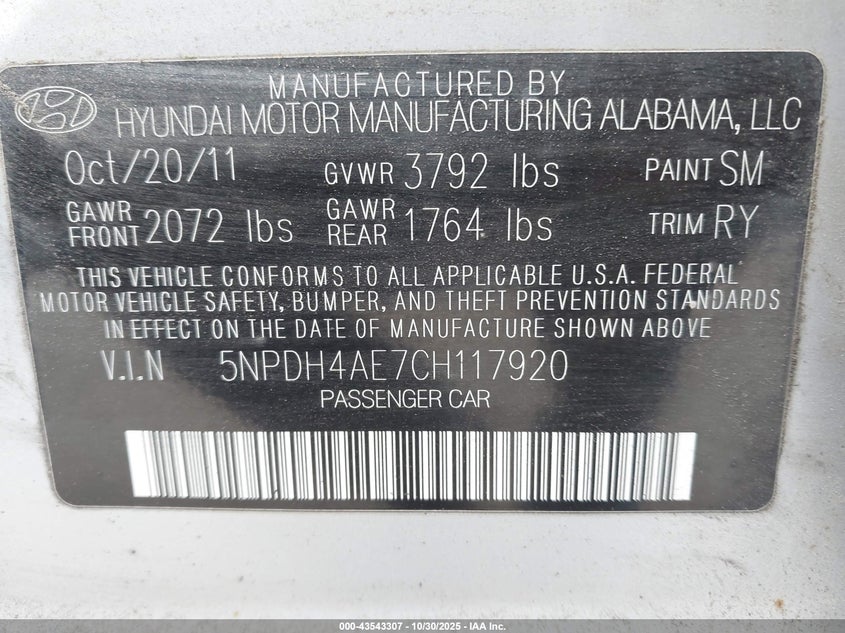 MANUFACTURED BY
HYUNDAI MOTOR MANUFACTURING ALABAMA, LLC
Oct/20/11 GVWR 3792 lbs PAINT SM
GAWR FRONT 2072 lbs GAWR REAR 1764 lbs TRIM RY
THIS VEHICLE CONFORMS TO ALL APPLICABLE U.S.A. FEDERAL
MOTOR VEHICLE SAFETY, BUMPER, AND THEFT PREVENTION STANDARDS
IN EFFECT ON THE DATE OF MANUFACTURE SHOWN ABOVE
V.I.N 5NPDH4AE7CH117920
PASSENGER CAR
000-43543307 / 10/30/2025 - IAA Inc.